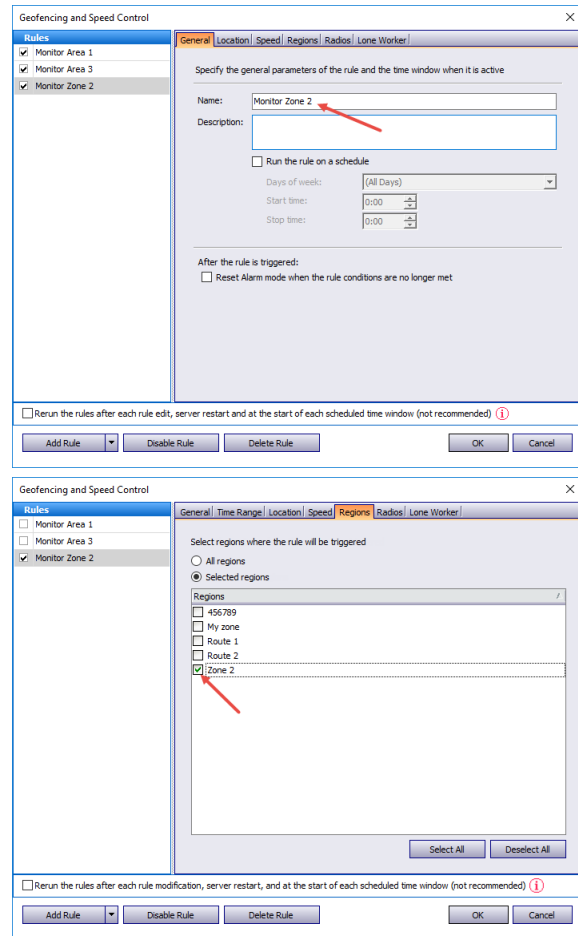 Geofencing and Speed Control
Rules
Monitor Area 1
Monitor Area 3
Monitor Zone 2
General Location Speed Regions Radios Lone Worker
Specify the general parameters of the rule and the time window when it is active
Name: Monitor Zone 2
Description:
Run the rule on a schedule
Days of week: (All Days)
Start time: 0:00
Stop time: 0:00
After the rule is triggered:
Reset Alarm mode when the rule conditions are no longer met
Rerun the rules after each rule edit, server restart and at the start of each scheduled time window (not recommended) i
Add Rule Disable Rule Delete Rule OK Cancel
Geofencing and Speed Control
Rules
Monitor Area 1
Monitor Area 3
Monitor Zone 2
General Time Range Location Speed Regions Radios Lone Worker
Select regions where the rule will be triggered
All regions
Selected regions
Regions /
456789
My zone
Route 1
Route 2
Zone 2
Select All Deselect All
Rerun the rules after each rule modification, server restart, and at the start of each scheduled time window (not recommended) i
Add Rule Disable Rule Delete Rule OK Cancel